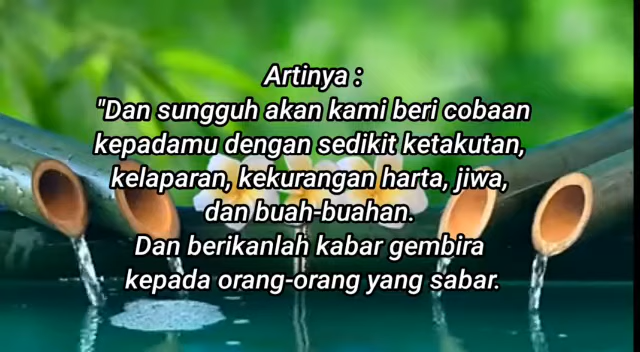 Artinya :
"Dan sungguh akan kami beri cobaan
kepadamu dengan sedikit ketakutan,
kelaparan, kekurangan harta, jiwa,
dan buah-buahan.
Dan berikanlah kabar gembira
kepada orang-orang yang sabar.